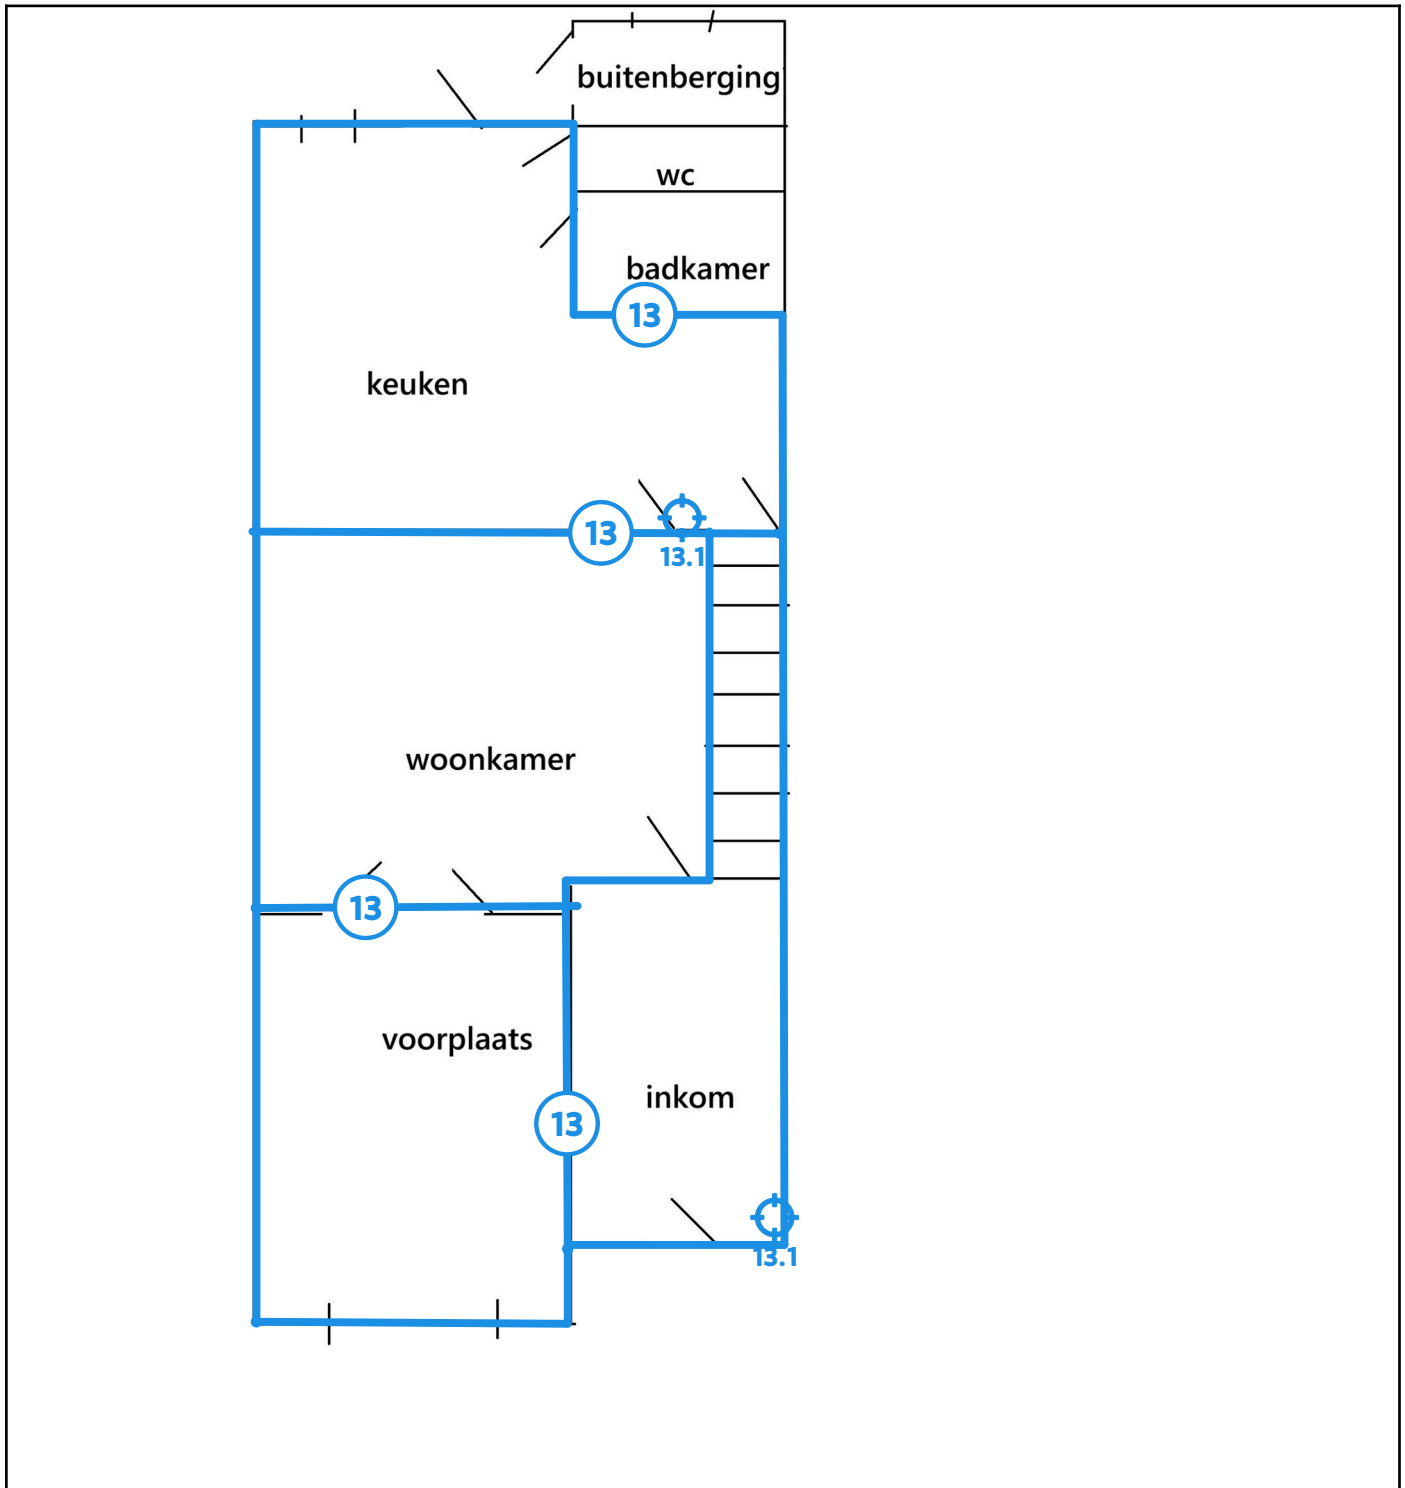 buitenberging
wc
badkamer
13
keuken
13
13.1
woonkamer
13
voorplaats
inkom
13
13.1